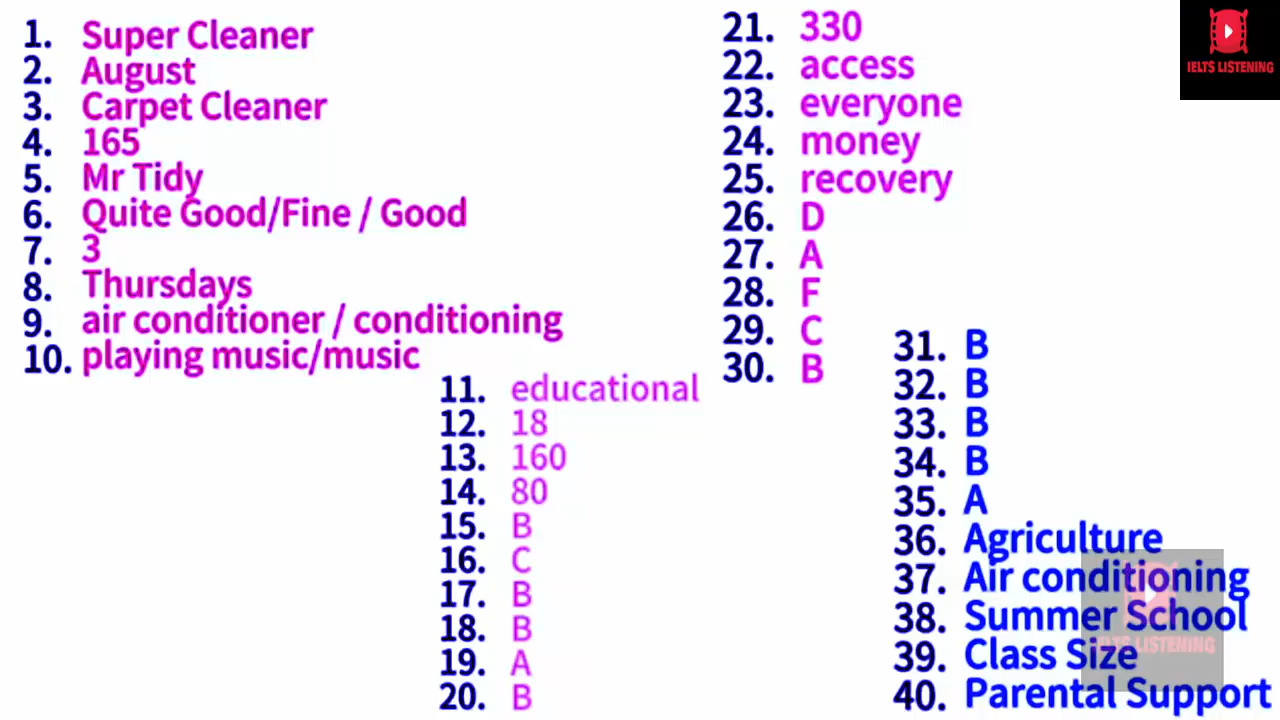 1. Super Cleaner
2. August
3. Carpet Cleaner
4. 165
5. Mr Tidy
6. Quite Good/Fine / Good
7. 3
8. Thursdays
9. air conditioner / conditioning
10. playing music/music
11. educational
12. 18
13. 160
14. 80
15. B
16. C
17. B
18. B
19. A
20. B
21. 330
22. access
23. everyone
24. money
25. recovery
26. D
27. A
28. F
29. C
30. B
31. B
32. B
33. B
34. B
35. A
36. Agriculture
37. Air conditioning
38. Summer School
39. Class Size
40. Parental Support
IELTS LISTENING
IELTS LISTENING